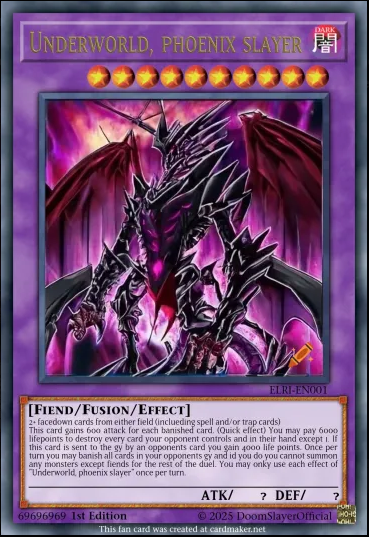 UNDERWORLD, PHOENIX SLAYER
DARK
闇
ELRI-EN001
[FIEND/FUSION/EFFECT]
2+ facedown cards from either field (inclueding spell and/or trap cards)
This card gains 600 attack for each banished card. (Quick effect) You may pay 6000
lifepoints to destroy every card your opponent controls and in their hand except 1. If
this card is sent to the gy by an opponents card you gain 4000 life points. Once per
turn you may banish all cards in your opponents gy and id you do you cannot summon
any monsters except fiends for the rest of the duel. You may onky use each effect of
"Underworld, phoenix slayer" once per turn.
ATK/ ? DEF/ ?
69696969 1st Edition © 2025 DoomSlayerOfficial
This fan card was created at cardmaker.net